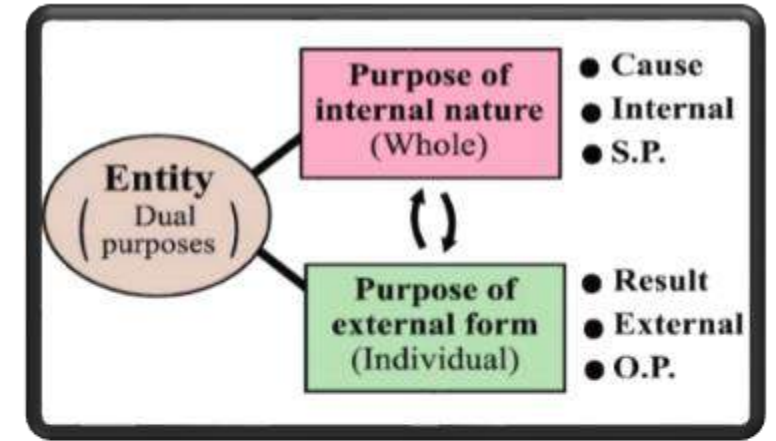 Entity
( Dual
purposes )
Purpose of
internal nature
(Whole)
● Cause
● Internal
● S.P.
Purpose of
external form
(Individual)
● Result
● External
● O.P.